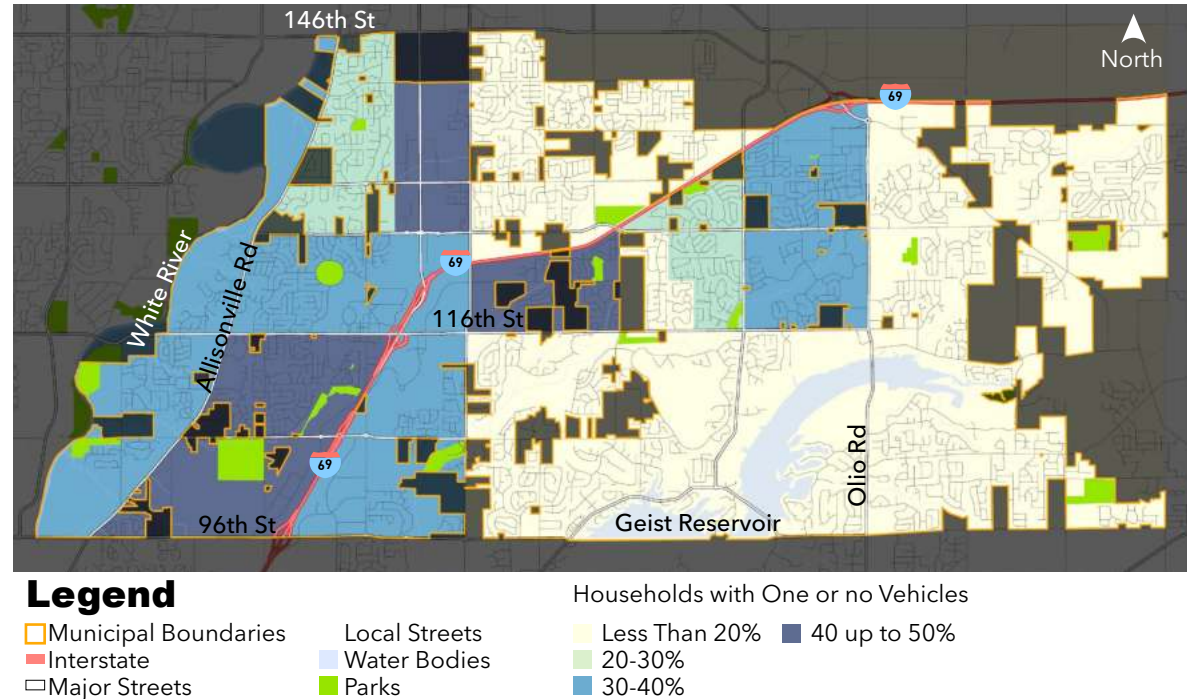 146th St
North
69
White River
Allisonville Rd
69
116th St
69
96th St
Olio Rd
Geist Reservoir
Legend
Households with One or no Vehicles
Municipal Boundaries
Local Streets
Less Than 20%
40 up to 50%
Interstate
Water Bodies
20-30%
Major Streets
Parks
30-40%